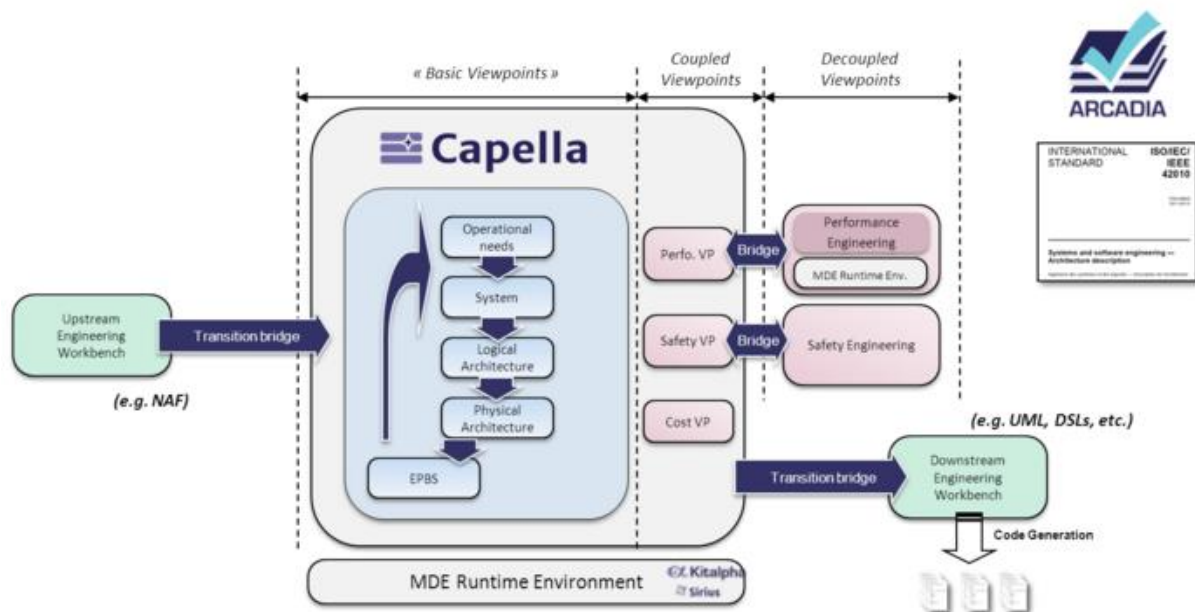 « Basic Viewpoints »
Coupled
Viewpoints
Decoupled
Viewpoints
ARCADIA
INTERNATIONAL
STANDARD
ISO/IEC/
IEEE
42010
Systems and software engineering —
Architecture description
Capella
Operational
needs
System
Logical
Architecture
Physical
Architecture
EPBS
Upstream
Engineering
Workbench
Transition bridge
(e.g. NAF)
Perfo. VP
Bridge
Performance
Engineering
MDE Runtime Env.
Safety VP
Bridge
Safety Engineering
Cost VP
(e.g. UML, DSLs, etc.)
Transition bridge
Downstream
Engineering
Workbench
Code Generation
MDE Runtime Environment
Kitalpha
Sirius